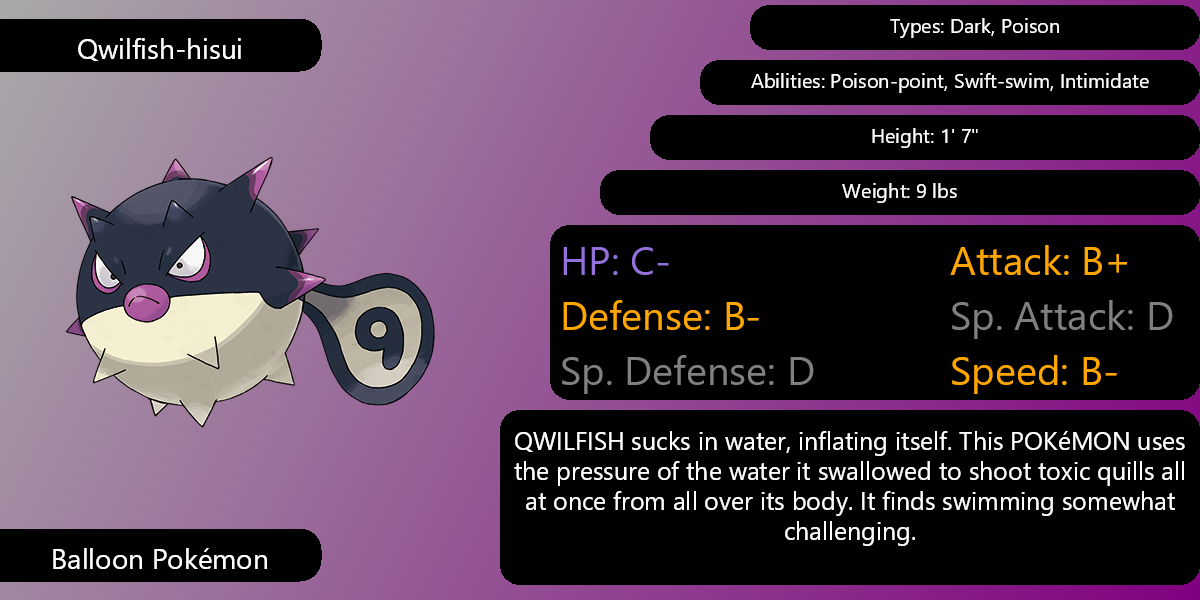 Qwilfish-hisui
Types: Dark, Poison
Abilities: Poison-point, Swift-swim, Intimidate
Height: 1' 7"
Weight: 9 lbs
HP: C-
Attack: B+
Defense: B-
Sp. Attack: D
Sp. Defense: D
Speed: B-
QWILFISH sucks in water, inflating itself. This POKéMON uses
the pressure of the water it swallowed to shoot toxic quills all
at once from all over its body. It finds swimming somewhat
challenging.
Balloon Pokémon